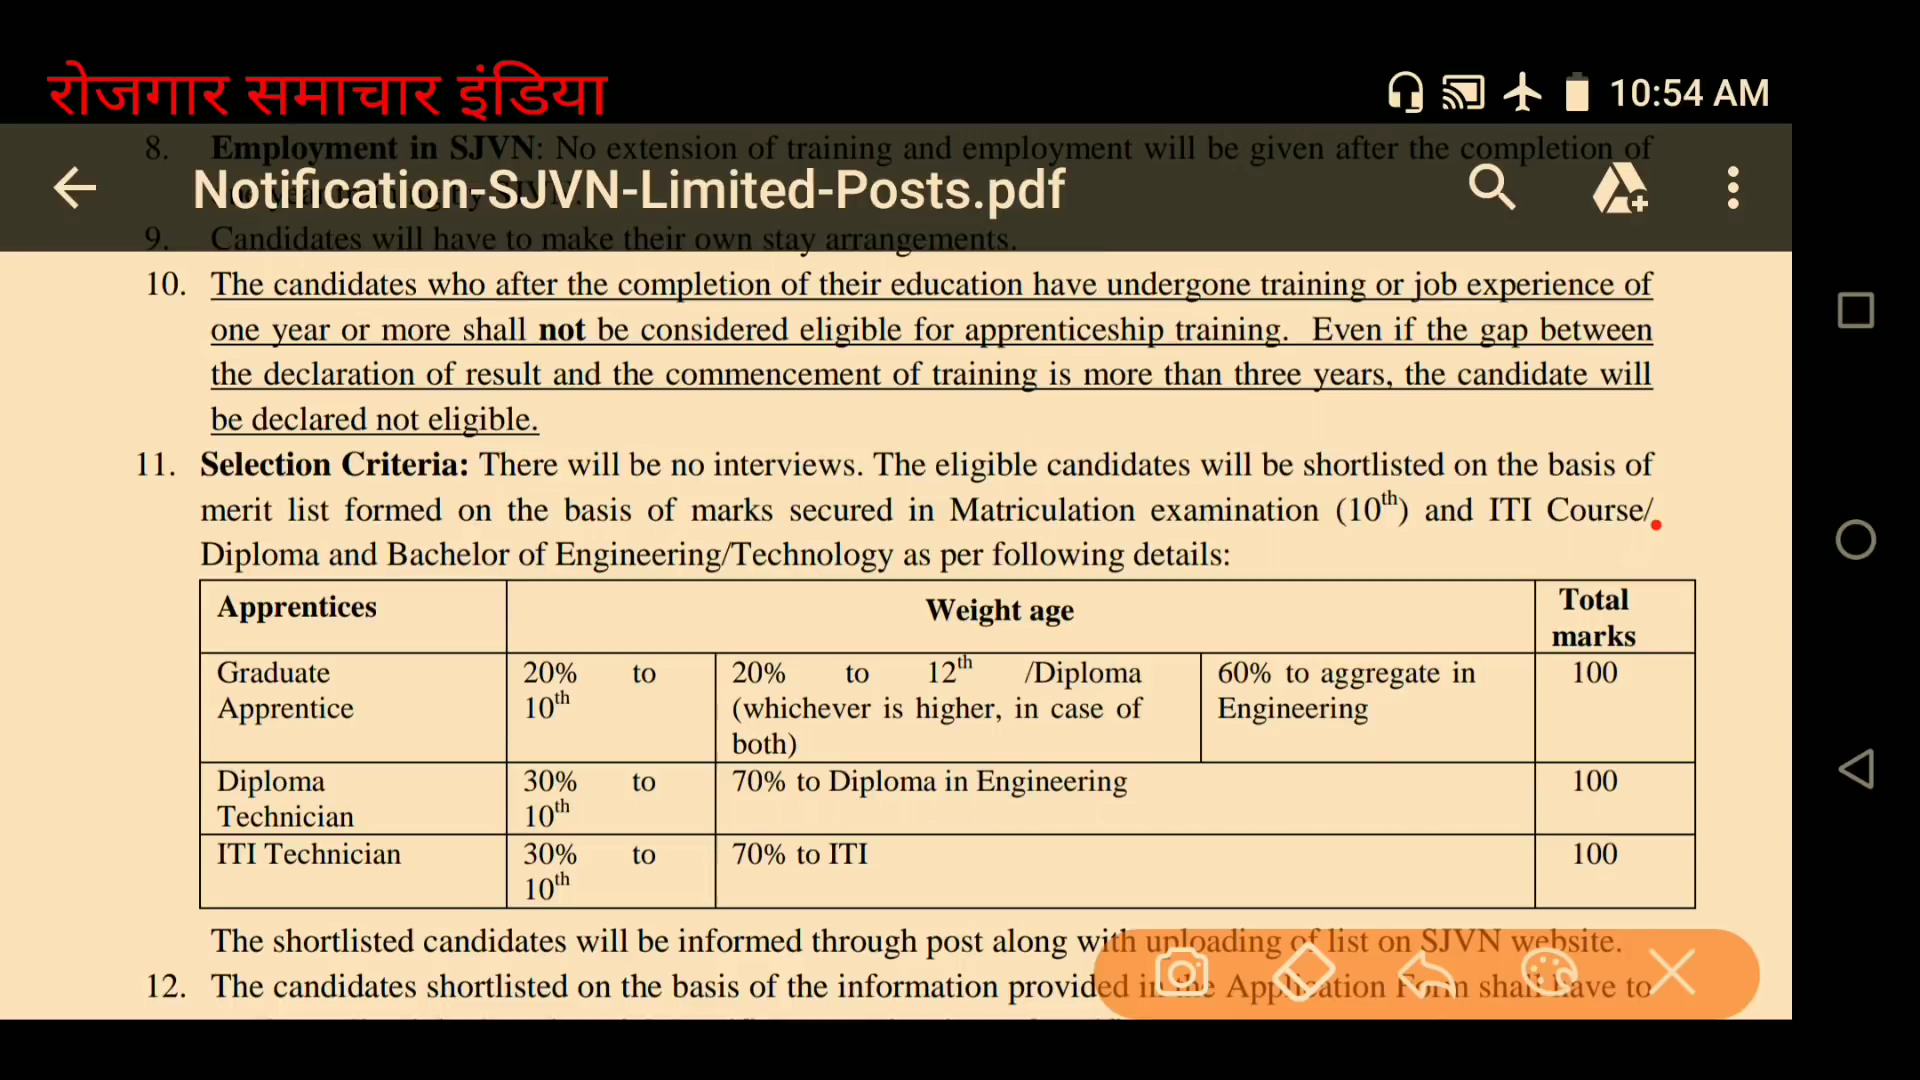 रोजगार समाचार इंडिया
10:54 AM
8. Employment in SJVN: No extension of training and employment will be given after the completion of
Notification-SJVN-Limited-Posts.pdf
9. Candidates will have to make their own stay arrangements.
10. The candidates who after the completion of their education have undergone training or job experience of
one year or more shall not be considered eligible for apprenticeship training. Even if the gap between
the declaration of result and the commencement of training is more than three years, the candidate will
be declared not eligible.
11. Selection Criteria: There will be no interviews. The eligible candidates will be shortlisted on the basis of
merit list formed on the basis of marks secured in Matriculation examination (10th) and ITI Course/
Diploma and Bachelor of Engineering/Technology as per following details:
Apprentices Weight age Total
marks
Graduate 20% to 20% to 12th /Diploma 60% to aggregate in 100
Apprentice 10th (whichever is higher, in case of Engineering
both)
Diploma 30% to 70% to Diploma in Engineering 100
Technician 10th
ITI Technician 30% to 70% to ITI 100
10th
The shortlisted candidates will be informed through post along with uploading of list on SJVN website.
12. The candidates shortlisted on the basis of the information provided in the Application Form shall have to